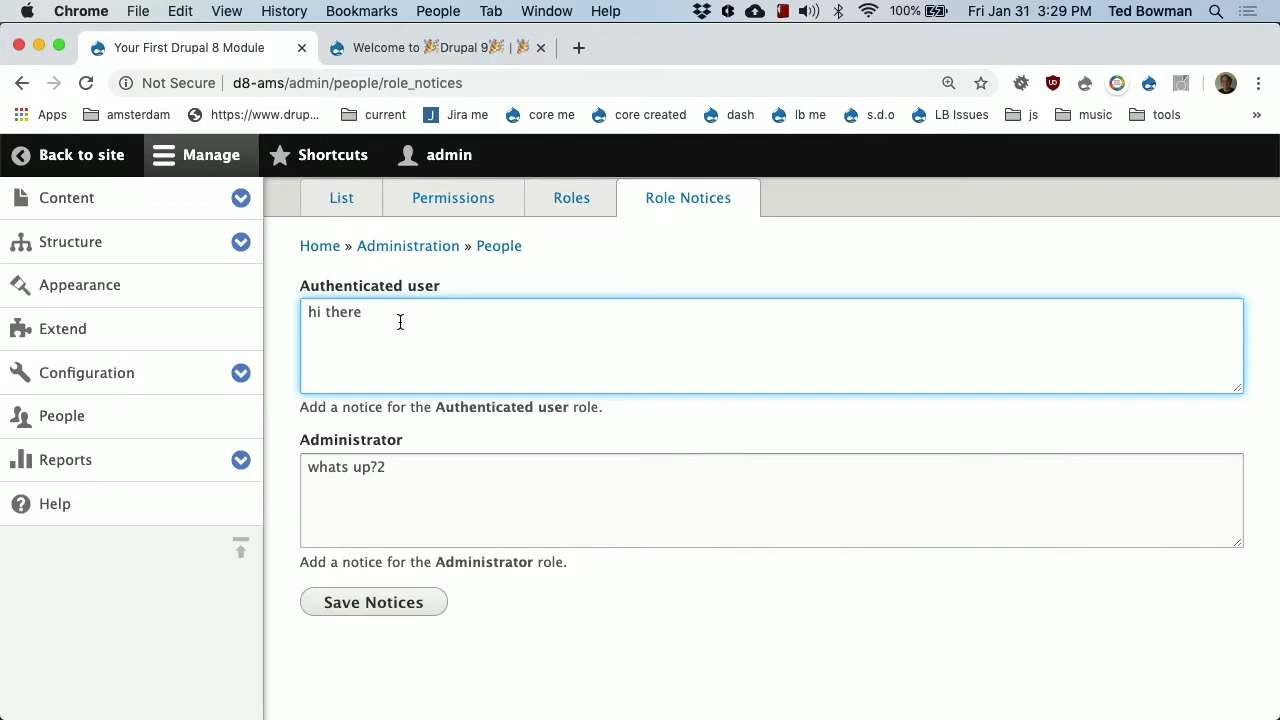 Chrome File Edit View History Bookmarks People Tab Window Help 100% Fri Jan 31 3:29 PM Ted Bowman
Your First Drupal 8 Module Welcome to 🎉Drupal 9🎉 | 🎉
Not Secure d8-ams/admin/people/role_notices
Apps amsterdam https://www.drup... current Jira me core me core created dash lb me s.d.o LB Issues js music tools »
Back to site Manage Shortcuts admin
Content
Structure
Appearance
Extend
Configuration
People
Reports
Help
List Permissions Roles Role Notices
Home » Administration » People
Authenticated user
hi there
Add a notice for the Authenticated user role.
Administrator
whats up?2
Add a notice for the Administrator role.
Save Notices